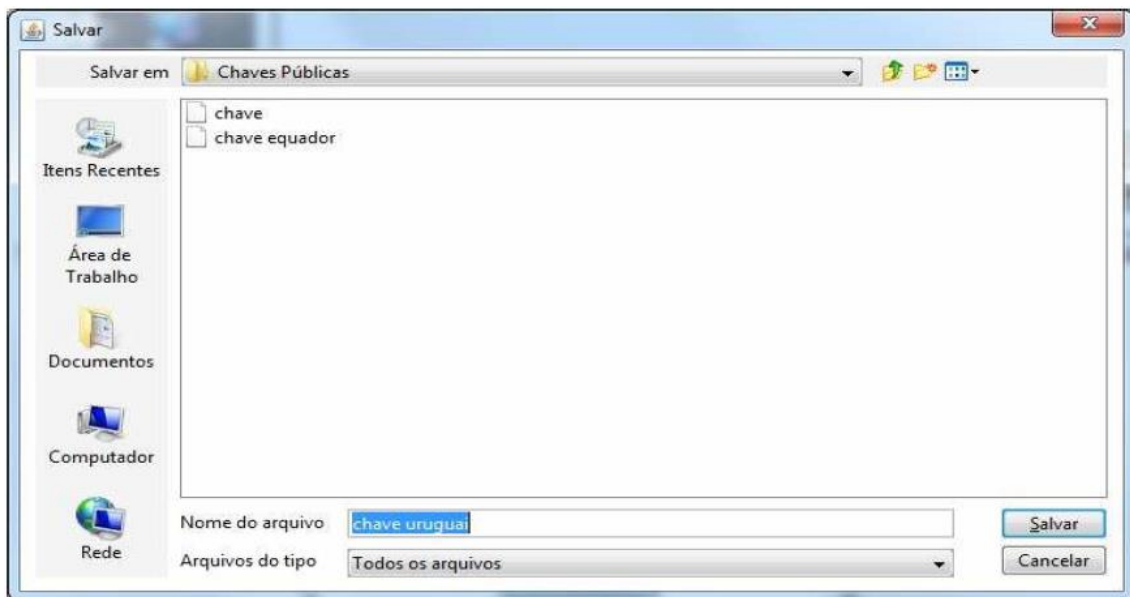 Salvar
Salvar em
Chaves Públicas
Itens Recentes
Área de
Trabalho
Documentos
Computador
Rede
chave
chave equador
Nome do arquivo
chave uruguai
Salvar
Arquivos do tipo
Todos os arquivos
Cancelar